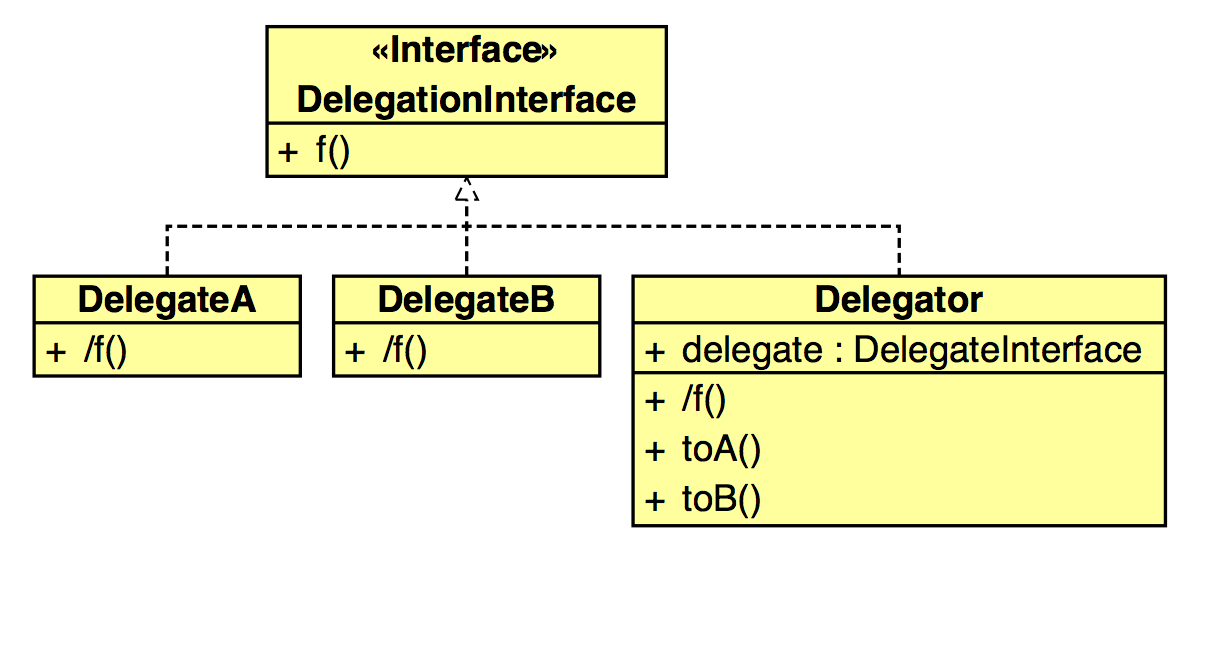 «Interface»
DelegationInterface
+ f()
DelegateA
+ /f()
DelegateB
+ /f()
Delegator
+ delegate : DelegateInterface
+ /f()
+ toA()
+ toB()